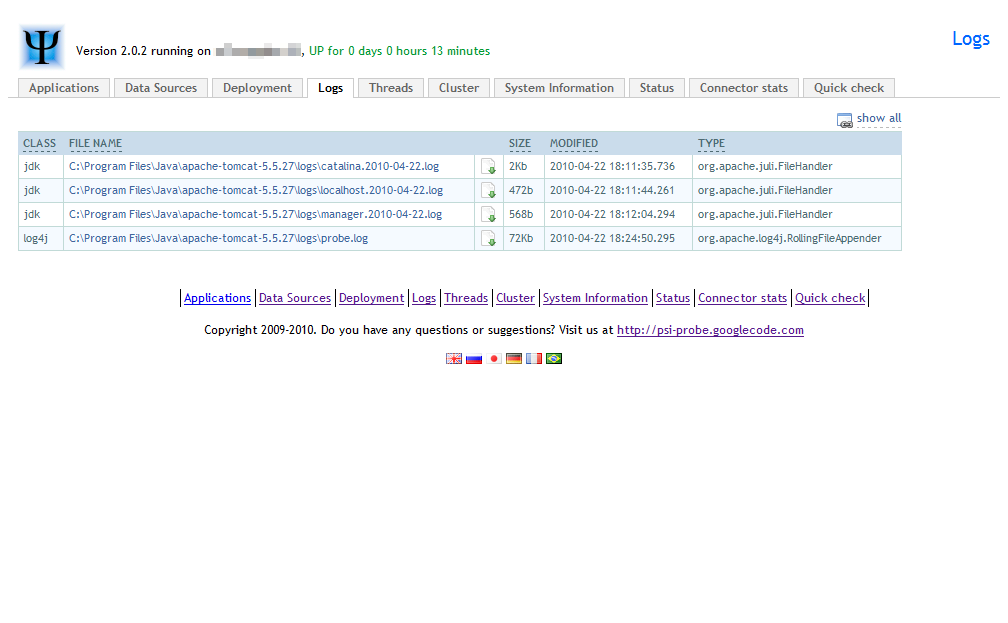 Ψ
Version 2.0.2 running on , UP for 0 days 0 hours 13 minutes
Logs
Applications Data Sources Deployment Logs Threads Cluster System Information Status Connector stats Quick check
show all
CLASS FILE NAME SIZE MODIFIED TYPE
jdk C:\Program Files\Java\apache-tomcat-5.5.27\logs\catalina.2010-04-22.log 2Kb 2010-04-22 18:11:35.736 org.apache.juli.FileHandler
jdk C:\Program Files\Java\apache-tomcat-5.5.27\logs\localhost.2010-04-22.log 472b 2010-04-22 18:11:44.261 org.apache.juli.FileHandler
jdk C:\Program Files\Java\apache-tomcat-5.5.27\logs\manager.2010-04-22.log 568b 2010-04-22 18:12:04.294 org.apache.juli.FileHandler
log4j C:\Program Files\Java\apache-tomcat-5.5.27\logs\probe.log 72Kb 2010-04-22 18:24:50.295 org.apache.log4j.RollingFileAppender
Applications Data Sources Deployment Logs Threads Cluster System Information Status Connector stats Quick check
Copyright 2009-2010. Do you have any questions or suggestions? Visit us at http://psi-probe.googlecode.com